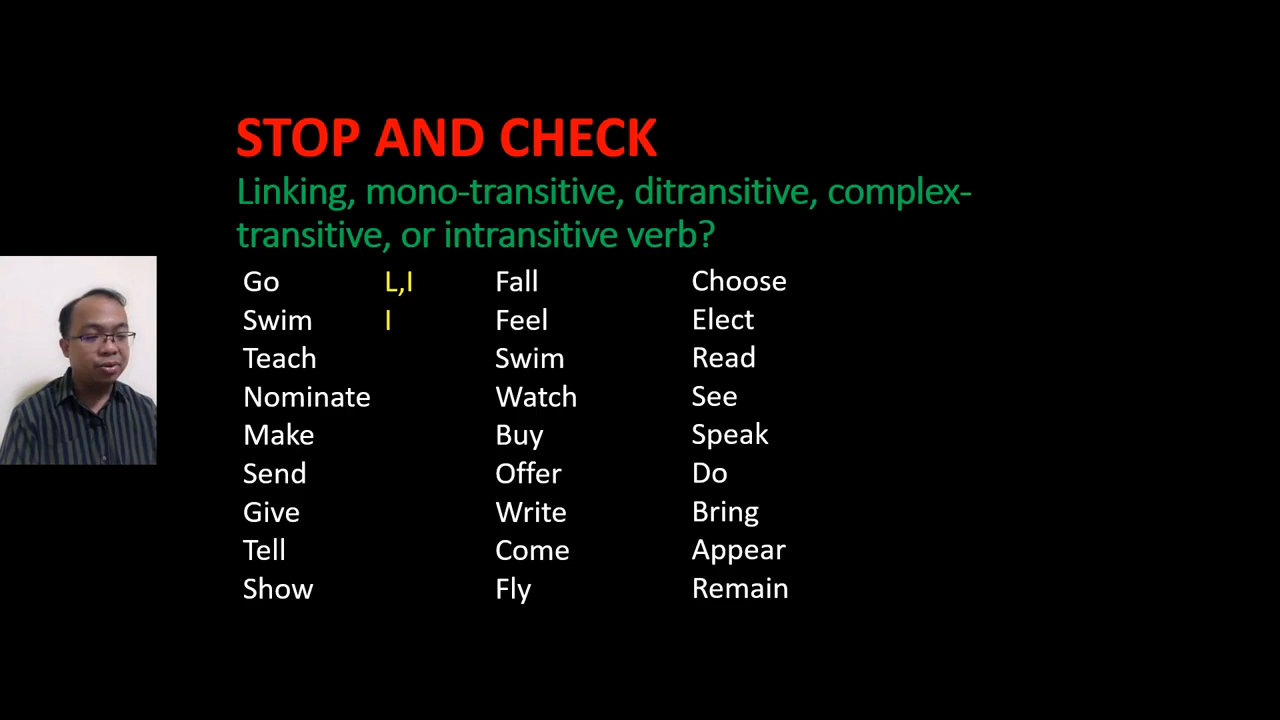 STOP AND CHECK
Linking, mono-transitive, ditransitive, complex-
transitive, or intransitive verb?
Go L,I Fall Choose
Swim I Feel Elect
Teach Swim Read
Nominate Watch See
Make Buy Speak
Send Offer Do
Give Write Bring
Tell Come Appear
Show Fly Remain